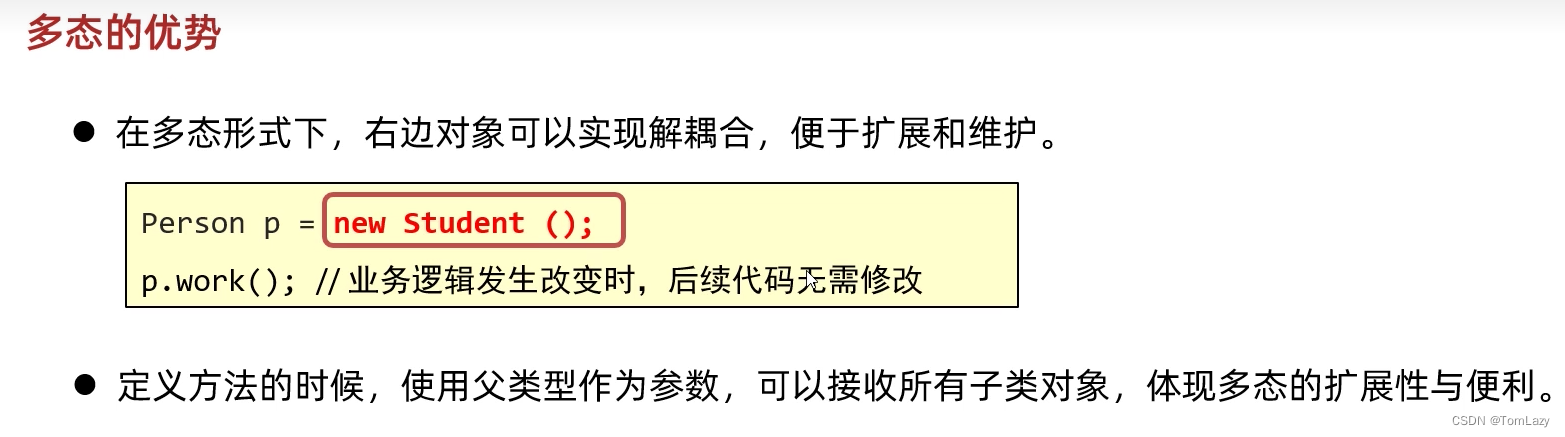 多态的优势
● 在多态形式下，右边对象可以实现解耦合，便于扩展和维护。
Person p = new Student ();
p.work(); // 业务逻辑发生改变时，后续代码无需修改
● 定义方法的时候，使用父类型作为参数，可以接收所有子类对象，体现多态的扩展性与便利。
CSDN @TomLazy